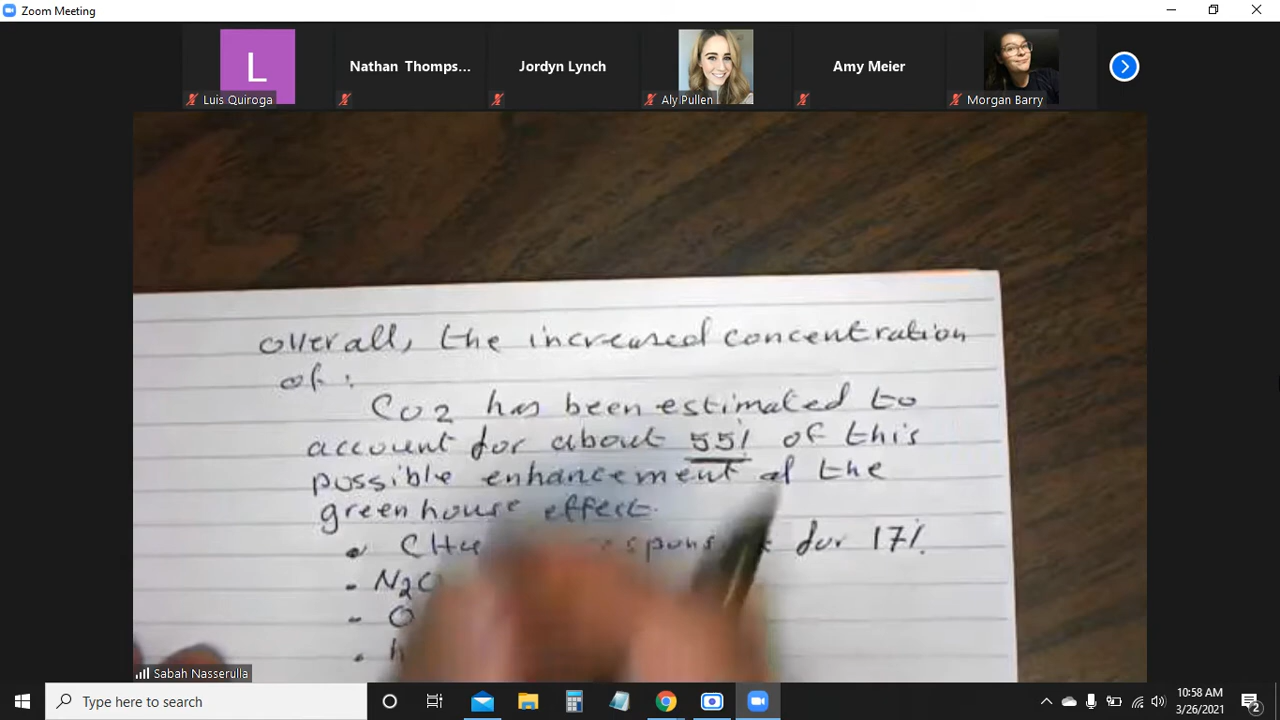 Zoom Meeting
L
Luis Quiroga
Nathan Thomps...
Jordyn Lynch
Aly Pullen
Amy Meier
Morgan Barry
overall, the increased concentration
of:
CO2 has been estimated to
account for about 55% of this
possible enhancement of the
greenhouse effect.
for 17%
Sabah Nasserulla
Type here to search
10:58 AM
3/26/2021
2